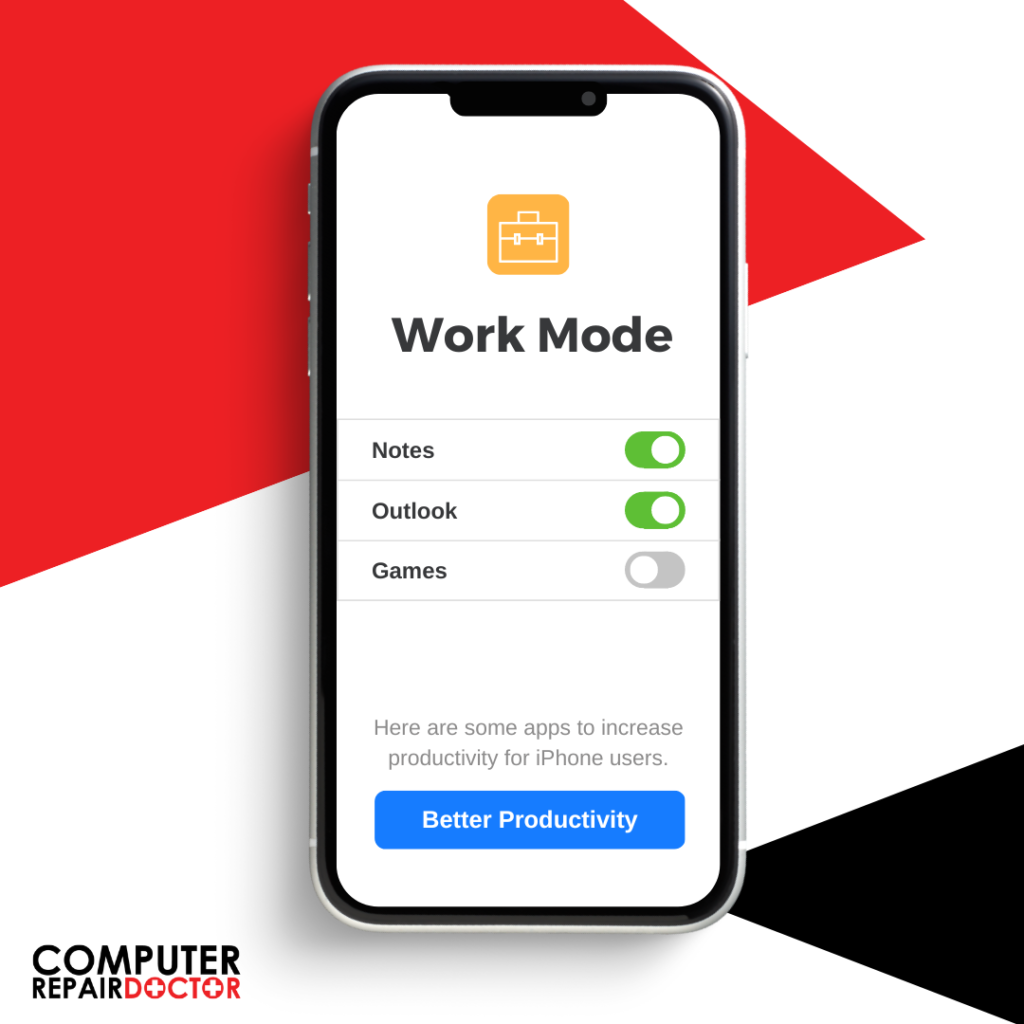 Work Mode
Notes
Outlook
Games
Here are some apps to increase
productivity for iPhone users.
Better Productivity
COMPUTER
REPAIRDOCTOR